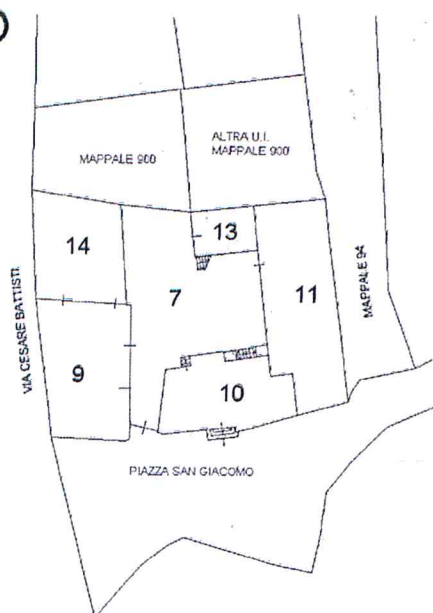 MAPPALE 900
ALTRA U.I.
MAPPALE 900
14
13
7
11
MAPPALE 94
VIA CESARE BATTISTI
9
10
PIAZZA SAN GIACOMO